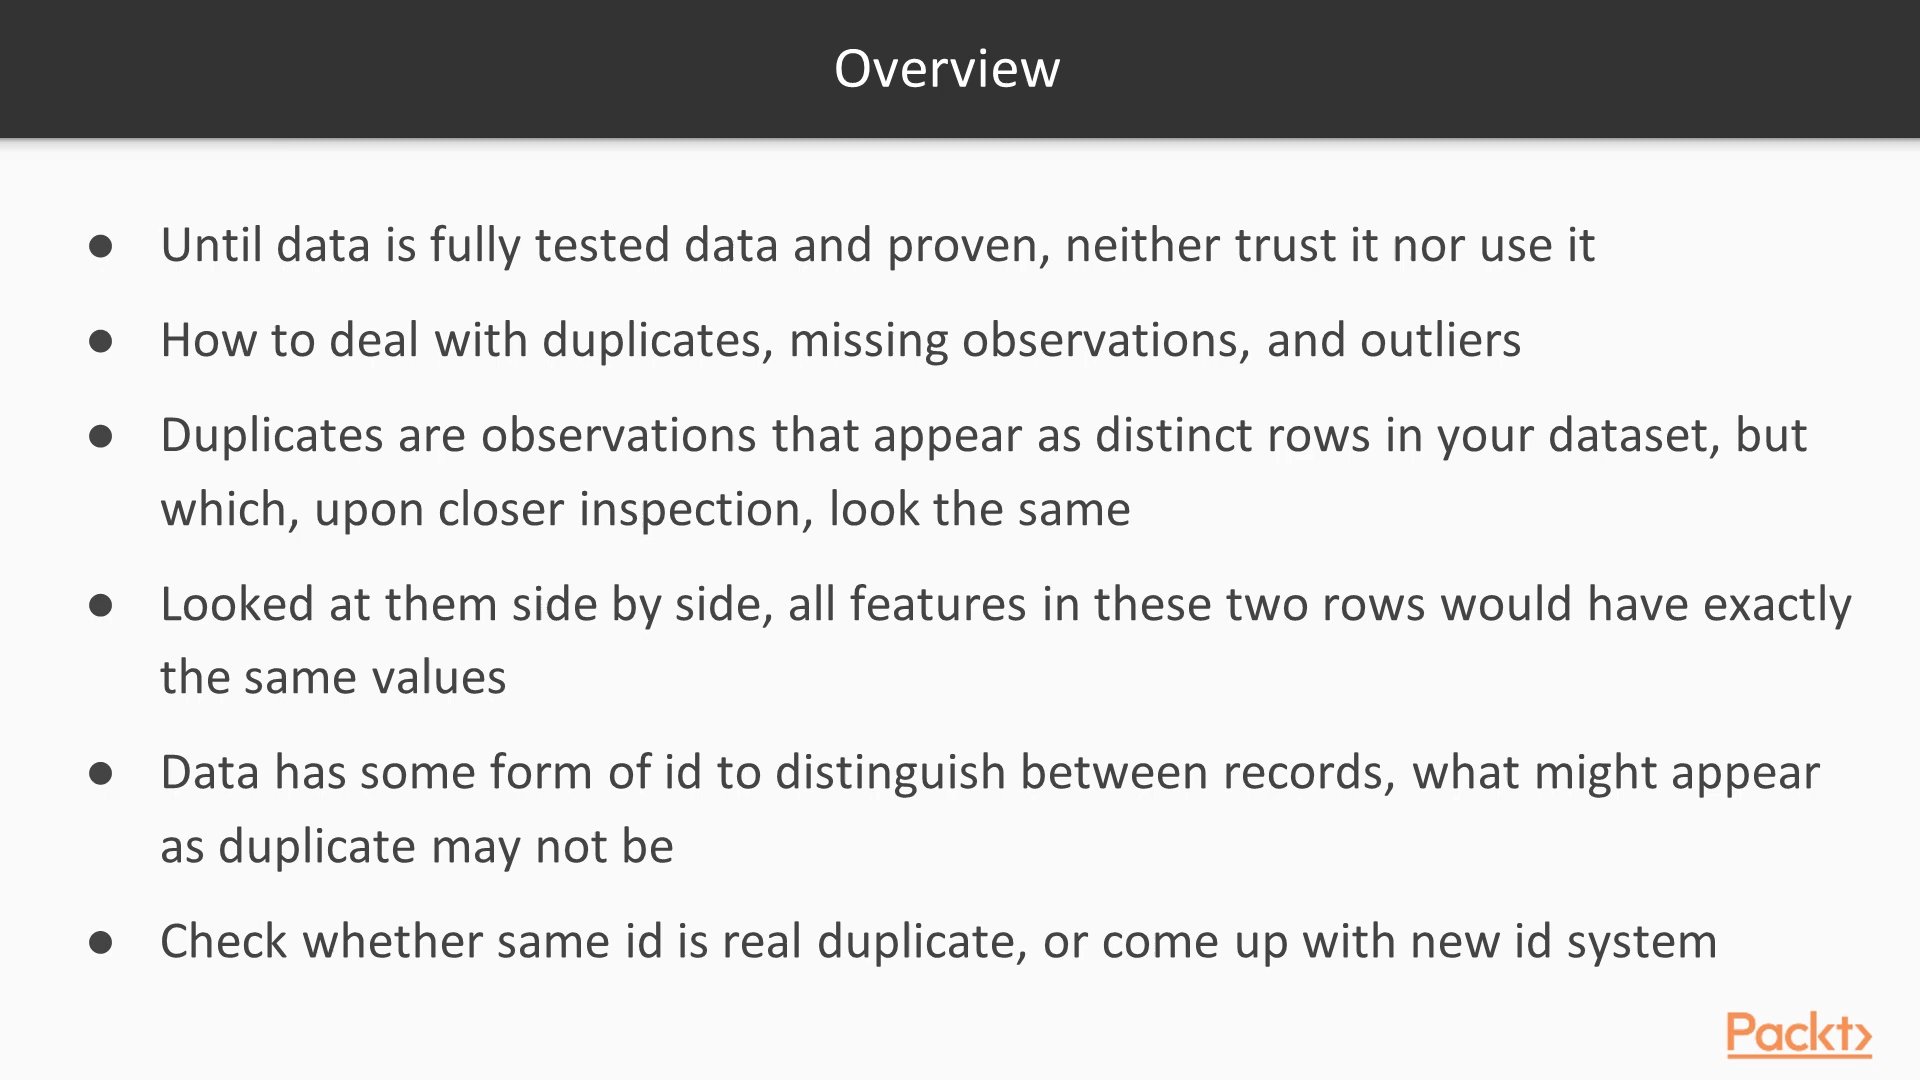 Overview
● Until data is fully tested data and proven, neither trust it nor use it
● How to deal with duplicates, missing observations, and outliers
● Duplicates are observations that appear as distinct rows in your dataset, but
which, upon closer inspection, look the same
● Looked at them side by side, all features in these two rows would have exactly
the same values
● Data has some form of id to distinguish between records, what might appear
as duplicate may not be
● Check whether same id is real duplicate, or come up with new id system
Packt>